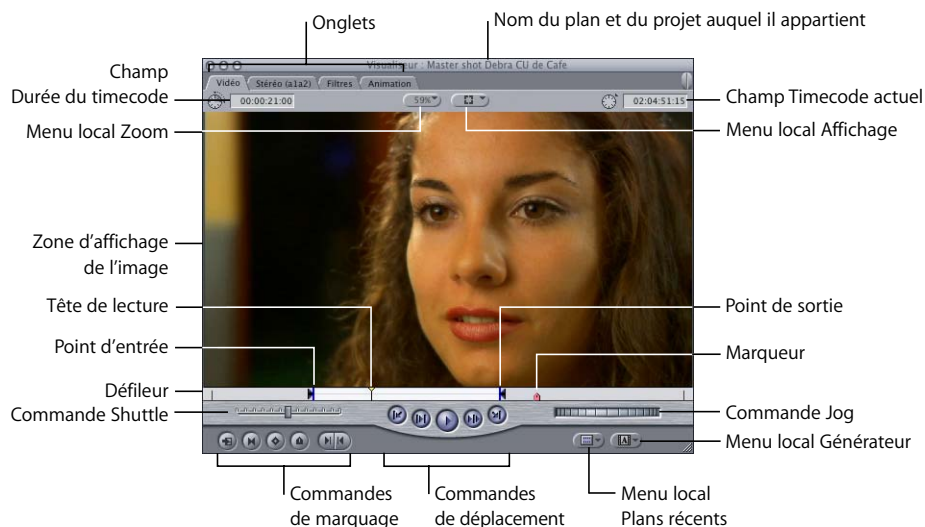 Onglets
Nom du plan et du projet auquel il appartient
Visualiseur : Master shot Debra CU de Cafe
Champ
Durée du timecode
Vidéo
Stéréo (a1a2)
Filtres
Animation
00:00:21:00
59%
02:04:51:15
Champ Timecode actuel
Menu local Zoom
Menu local Affichage
Zone d'affichage
de l'image
Tête de lecture
Point de sortie
Point d'entrée
Marqueur
Défileur
Commande Shuttle
Commande Jog
A
Menu local Générateur
Commandes
de marquage
Commandes
de déplacement
Menu local
Plans récents